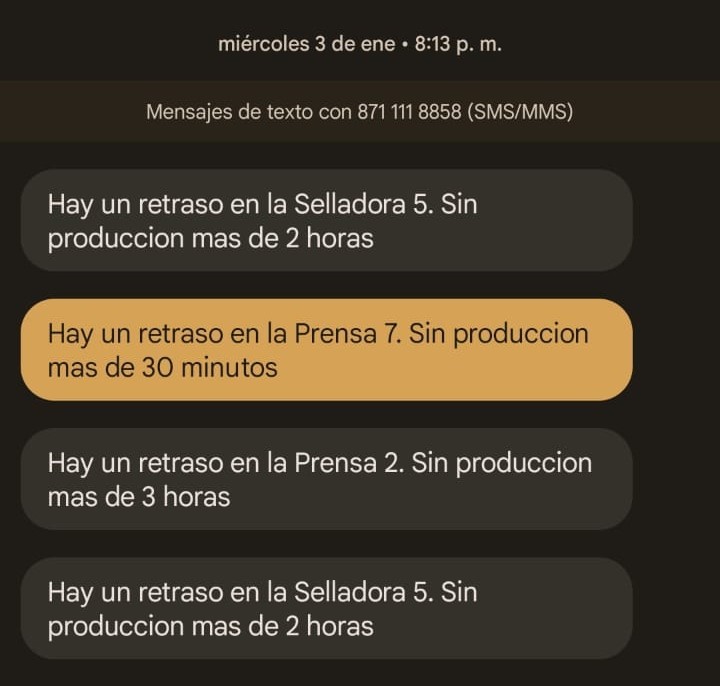 miércoles 3 de ene • 8:13 p. m.
Mensajes de texto con 871 111 8858 (SMS/MMS)
Hay un retraso en la Selladora 5. Sin
produccion mas de 2 horas
Hay un retraso en la Prensa 7. Sin produccion
mas de 30 minutos
Hay un retraso en la Prensa 2. Sin produccion
mas de 3 horas
Hay un retraso en la Selladora 5. Sin
produccion mas de 2 horas